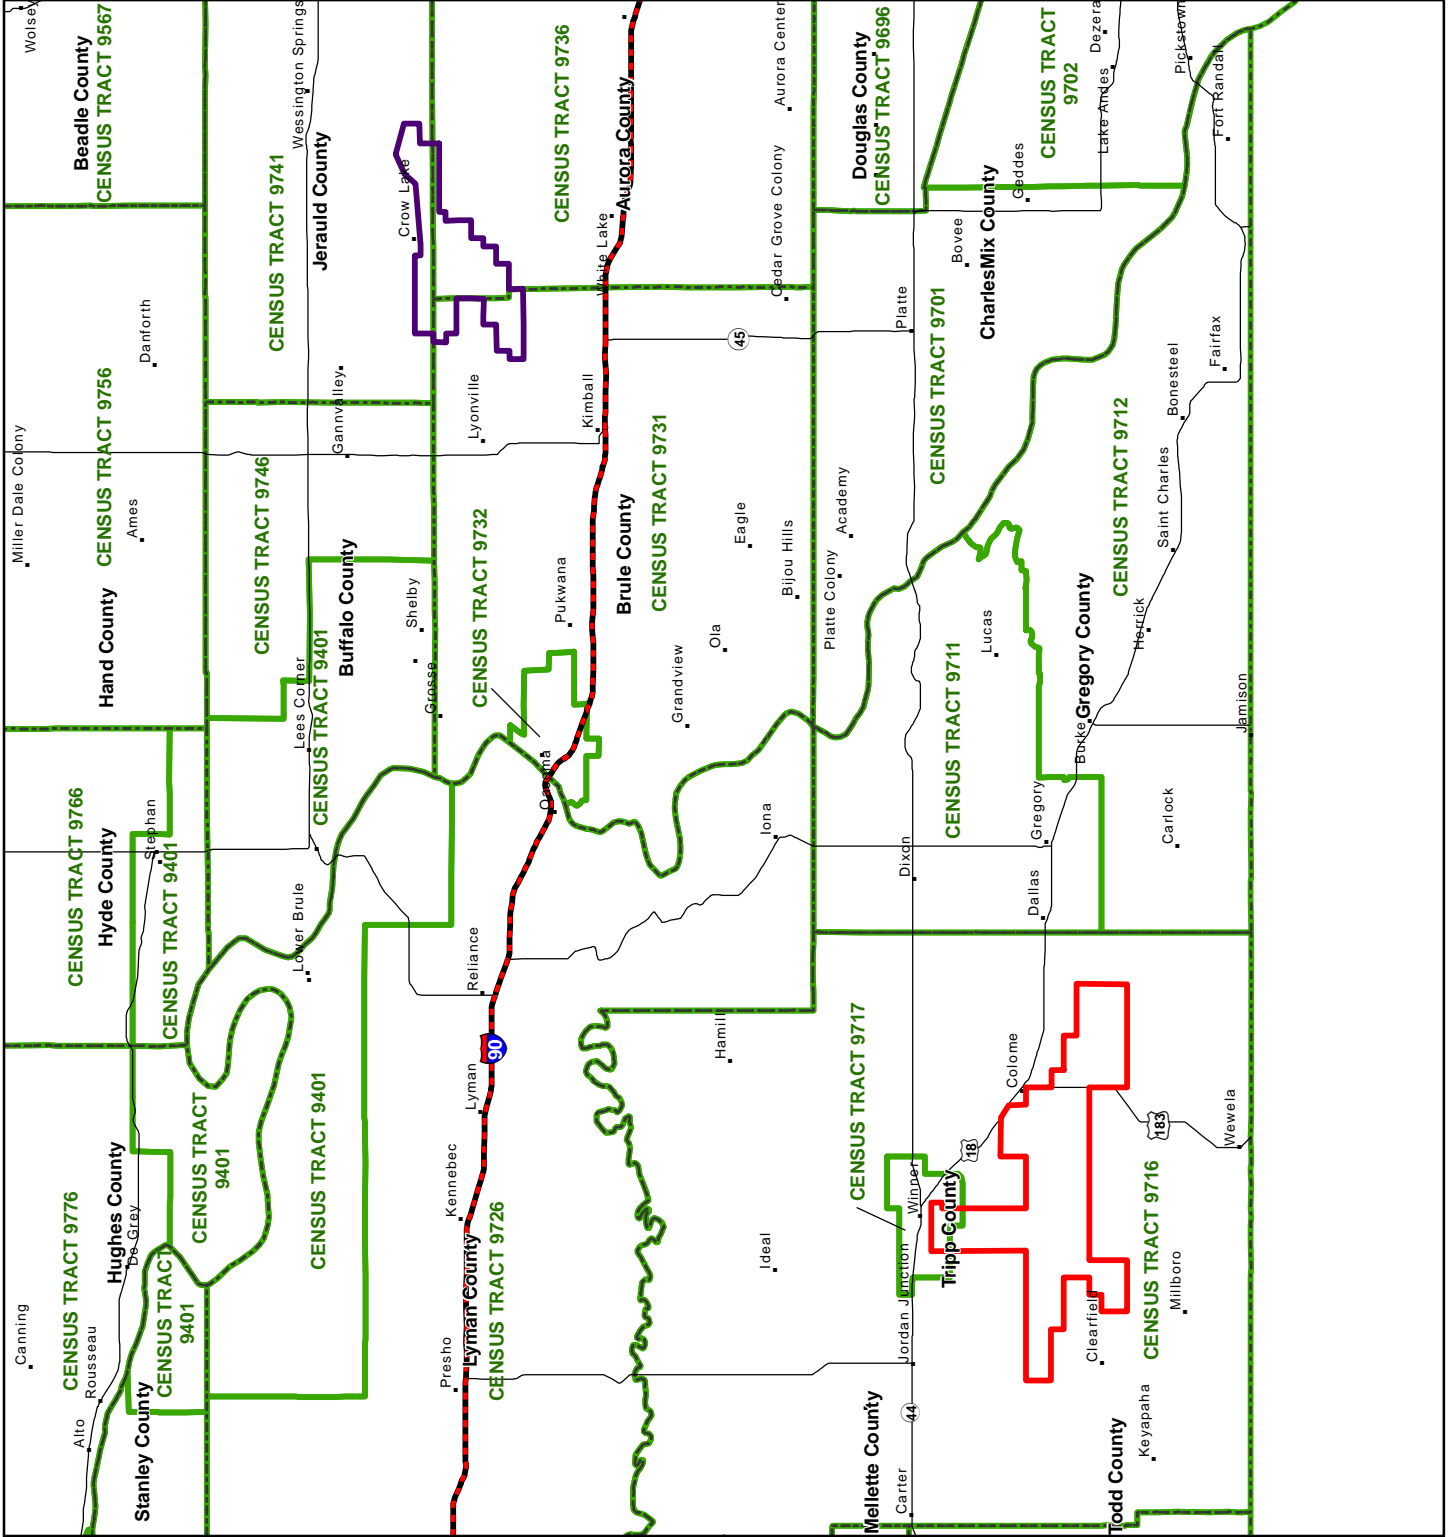 Wolsey
Beadle County
CENSUS TRACT 9567
Wessington Springs
CENSUS TRACT 9741
Jerauld County
Crow Lake
CENSUS TRACT 9736
Aurora County
White Lake
Aurora Center
Cedar Grove Colony
Douglas County
CENSUS TRACT 9696
CENSUS TRACT
9702
Dezera
Lake Andes
Geddes
Pickstown
Fort Randall
Bovee
CharlesMix County
Platte
CENSUS TRACT 9701
45
Danforth
CENSUS TRACT 9756
Miller Dale Colony
Ames
Hand County
CENSUS TRACT 9746
Gannvalley
Buffalo County
Shelby
Lyonville
Kimball
CENSUS TRACT 9732
Pukwana
Brule County
CENSUS TRACT 9731
Eagle
Bijou Hills
Academy
Platte Colony
Ola
Grandview
Grosse
Lees Corner
CENSUS TRACT 9401
Fairfax
Bonesteel
CENSUS TRACT 9712
Saint Charles
Herrick
Lucas
Gregory County
Burke
CENSUS TRACT 9711
Jamison
Gregory
Carlock
Dallas
Dixon
Iona
Oacoma
CENSUS TRACT 9766
Hyde County
Stephan
CENSUS TRACT 9401
Lower Brule
Reliance
90
Lyman
Kennebec
Hamill
CENSUS TRACT 9717
Colome
183
18
Wewela
Winner
Tripp County
CENSUS TRACT 9716
Millboro
Clearfield
Jordan Junction
Ideal
CENSUS TRACT
9401
CENSUS TRACT 9401
Hughes County
De Grey
CENSUS TRACT 9776
CENSUS TRACT
9401
Canning
Rousseau
Alto
Stanley County
Presho
Lyman County
CENSUS TRACT 9726
Mellette County
44
Carter
Keyapaha
Todd County